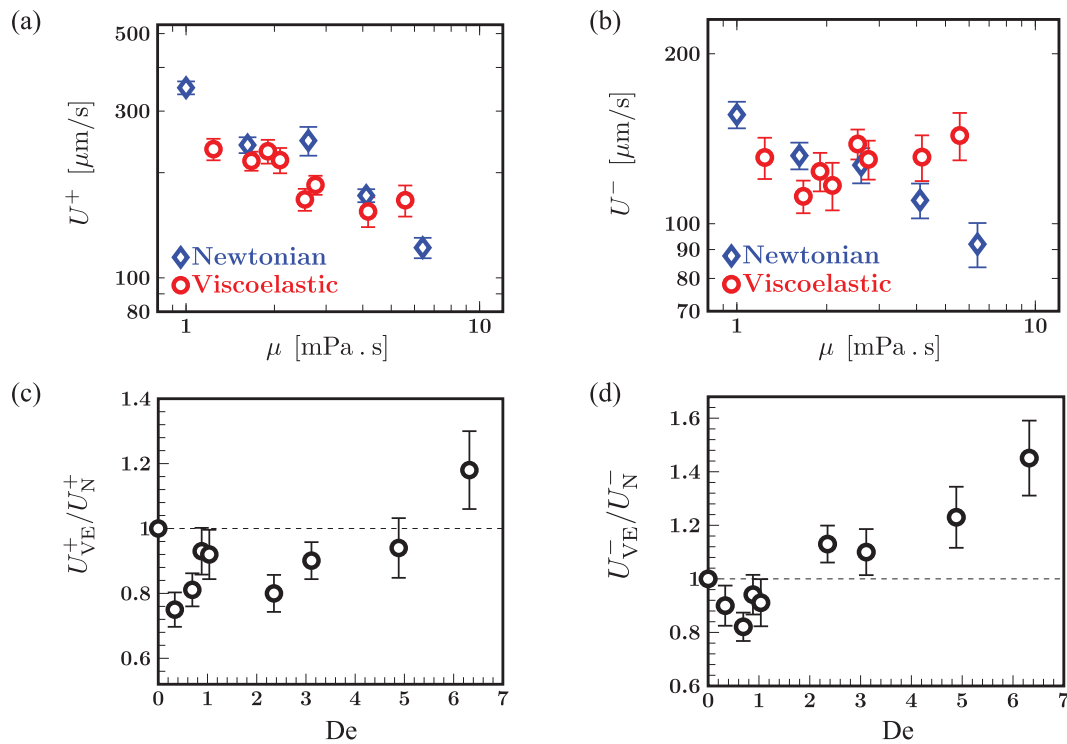 (a)
500
300
100
80
U⁺ [μm/s]
Newtonian
Viscoelastic
1
10
μ [mPa . s]
(b)
200
100
90
80
70
U⁻ [μm/s]
Newtonian
Viscoelastic
1
10
μ [mPa . s]
(c)
1.4
1.2
1
0.8
0.6
U⁺VE/U⁺N
0 1 2 3 4 5 6 7
De
(d)
1.6
1.4
1.2
1
0.8
0.6
U⁻VE/U⁻N
0 1 2 3 4 5 6 7
De